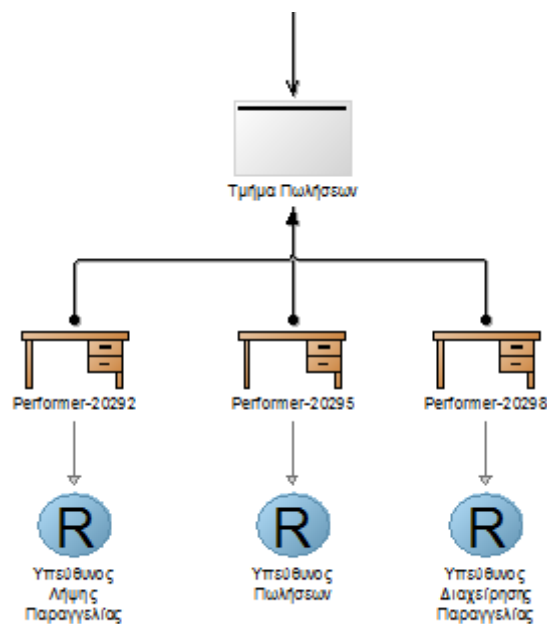 Τμήμα Πωλήσεων
Performer-20292
Performer-20295
Performer-20298
R
R
R
Υπεύθυνος
Λήψης
Παραγγελίας
Υπεύθυνος
Πωλήσεων
Υπεύθυνος
Διαχείρησης
Παραγγελίας